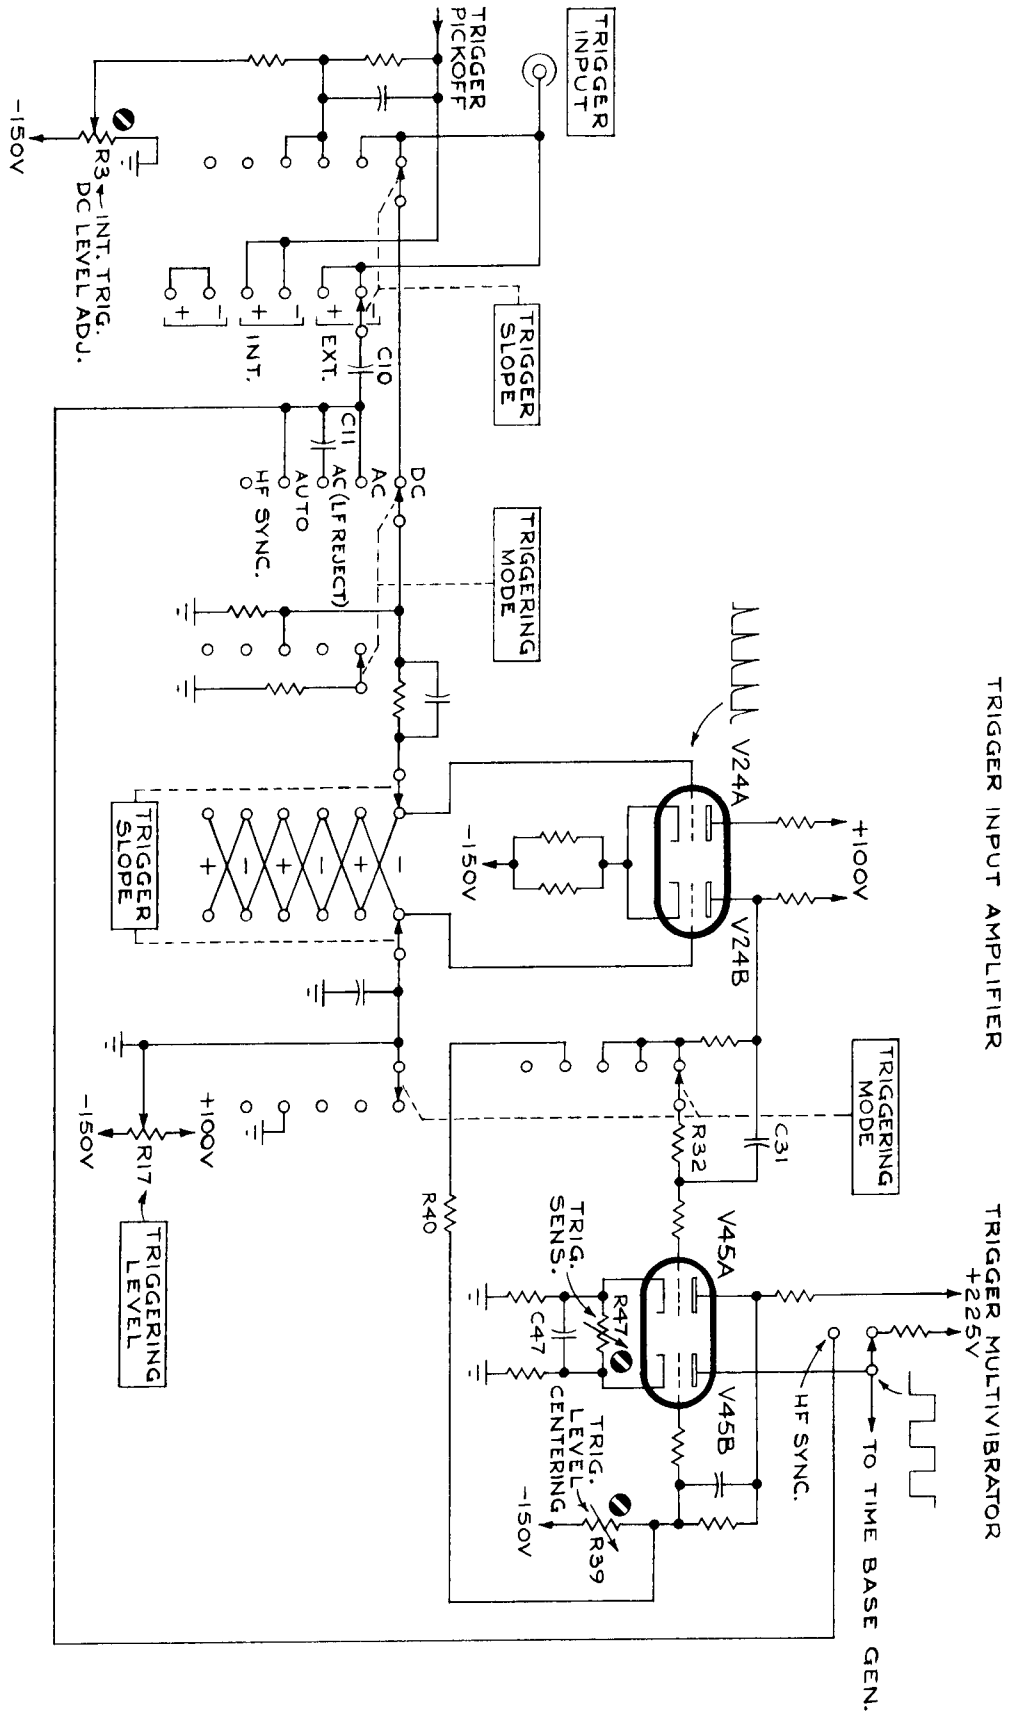 TRIGGER INPUT AMPLIFIER
TRIGGER MULTIVIBRATOR
TRIGGER
INPUT
TRIGGER
PICKOFF
-150V
R3
INT. TRIG.
DC LEVEL ADJ.
-
+
EXT.
-
+
INT.
-
+
TRIGGER
SLOPE
C10
C11
DC
AC
AC (LF REJECT)
AUTO
HF SYNC.
TRIGGERING
MODE
V24A
V24B
+100V
-150V
-
+
-
+
-
+
TRIGGER
SLOPE
TRIGGERING
MODE
C31
R32
R40
+100V
-150V
R17
TRIGGERING
LEVEL
V45A
V45B
+225V
TRIG.
SENS.
R47
C47
TRIG.
LEVEL
CENTERING
R39
-150V
HF SYNC.
TO TIME BASE GEN.